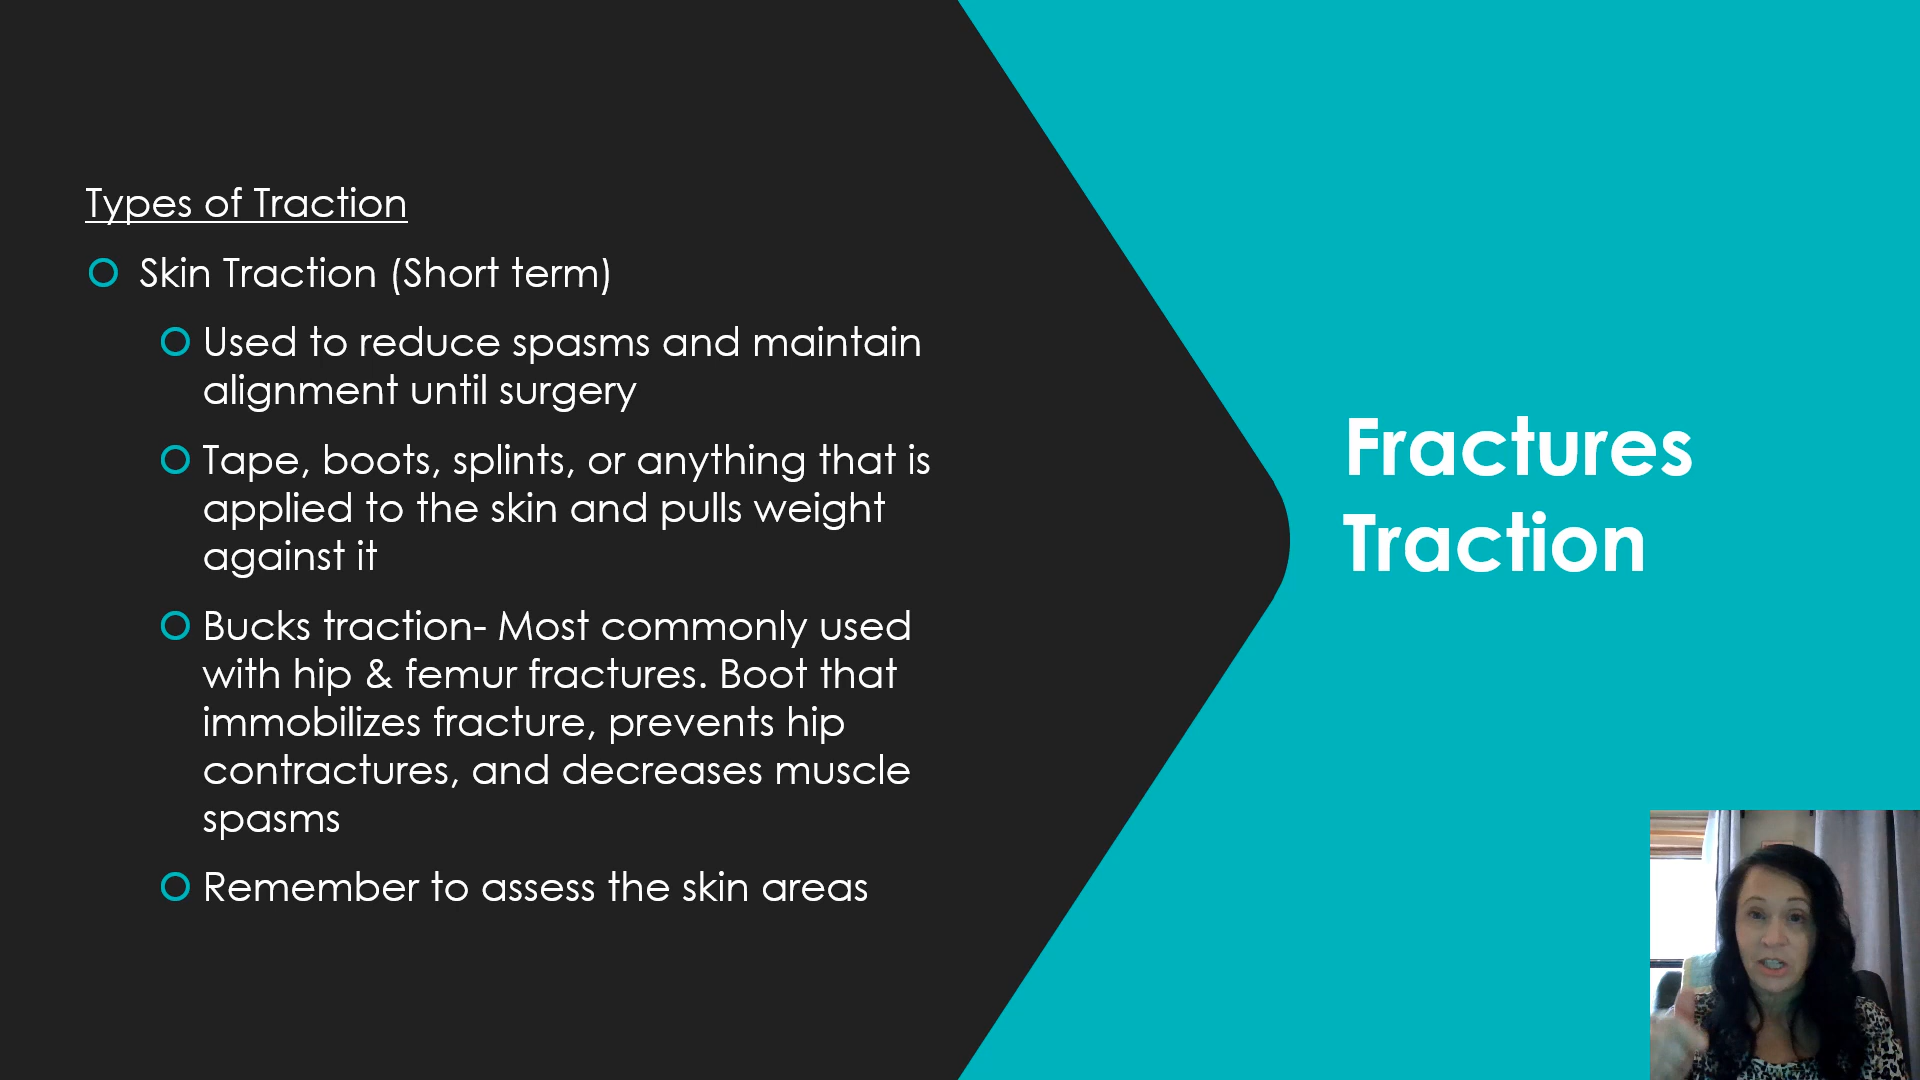 Types of Traction
Skin Traction (Short term)
Used to reduce spasms and maintain
alignment until surgery
Tape, boots, splints, or anything that is
applied to the skin and pulls weight
against it
Bucks traction- Most commonly used
with hip & femur fractures. Boot that
immobilizes fracture, prevents hip
contractures, and decreases muscle
spasms
Remember to assess the skin areas
Fractures
Traction